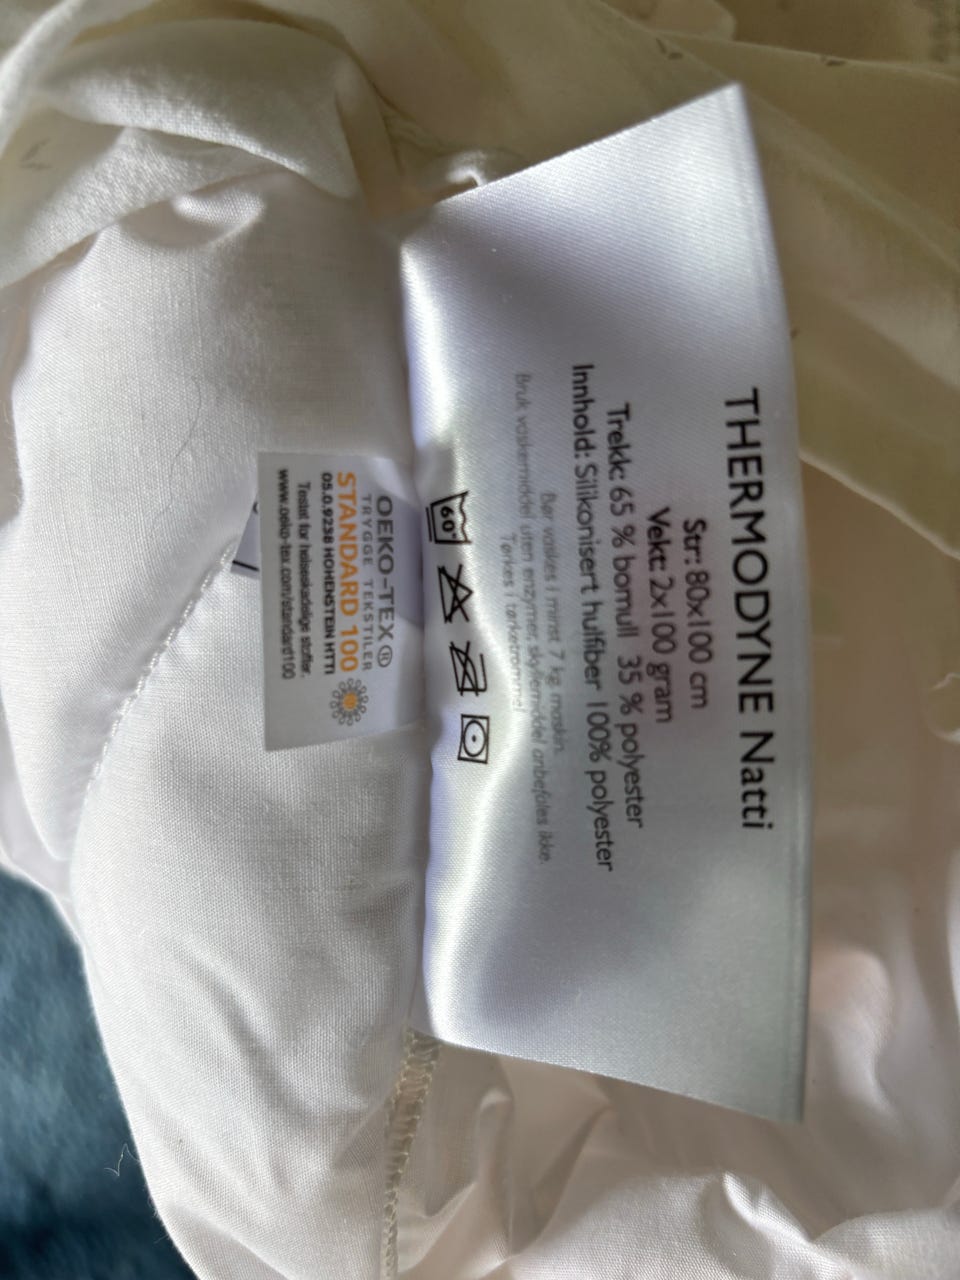 THERMODYNE Natti
Str: 80x100 cm
Vekt: 2x100 gram
Trekk: 65 % bomull 35 % polyester
Innhold: Silikonisert hulfiber 100% polyester
Bør vaskes i minst 7 kg maskin.
Bruk vaskemiddel uten enzymer, skyllemiddel anbefales ikke.
Tørkes i tørketrommel
60°
OEKO-TEX®
TRYGGE TEKSTILER
STANDARD 100
05.0.9238 HOHENSTEIN HTTI
Testet for helseskadelige stoffer.
www.oeko-tex.com/standard100